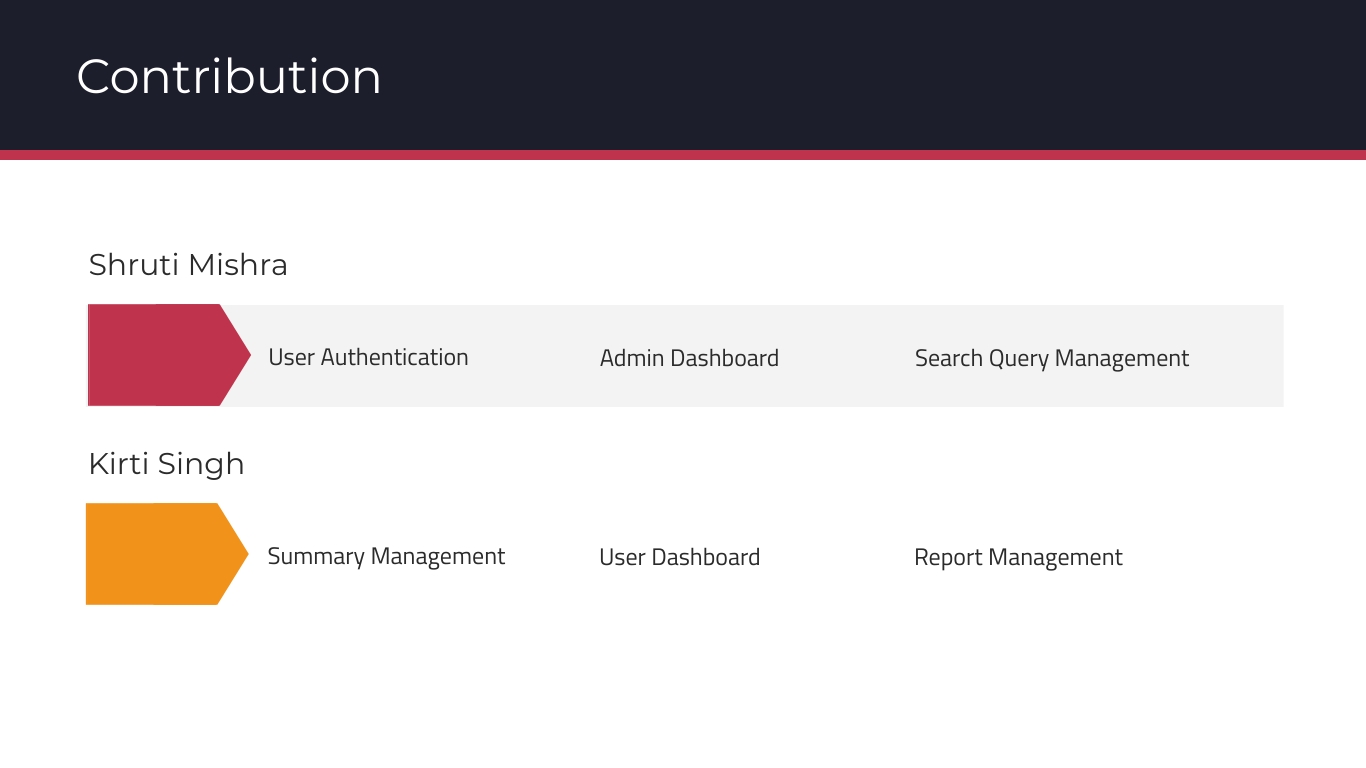 Contribution
Shruti Mishra
User Authentication Admin Dashboard Search Query Management
Kirti Singh
Summary Management User Dashboard Report Management